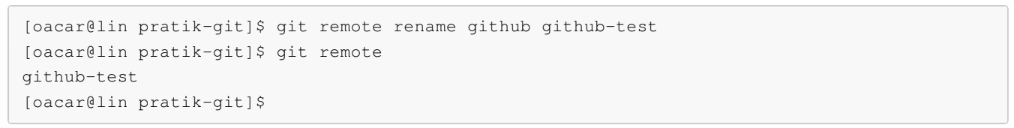 [oacar@lin pratik-git]$ git remote rename github github-test
[oacar@lin pratik-git]$ git remote
github-test
[oacar@lin pratik-git]$